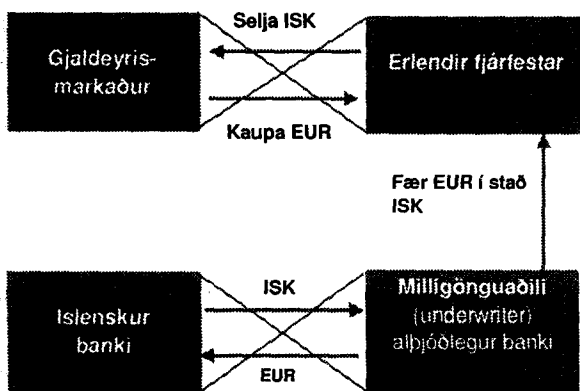 Selja ISK
Gjaldeyris-
markaður
Erlendir fjárfestar
Kaupa EUR
Fær EUR í stað
ISK
ISK
Íslenskur
banki
Millígönguaðili
(underwriter)
alþjóðlegur banki
EUR